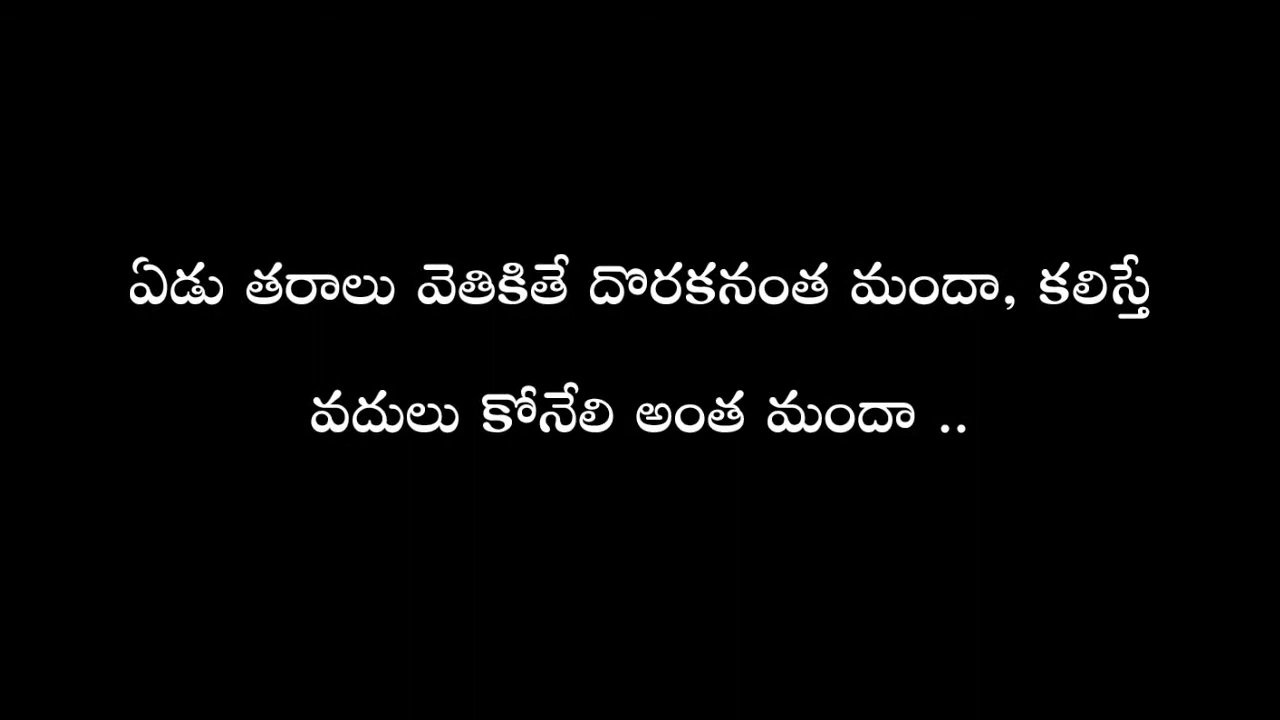 ఏడు తరాలు వెతికితే దొరకనంత మందా, కలిస్తే
వదులు కోనేలి అంత మందా ..